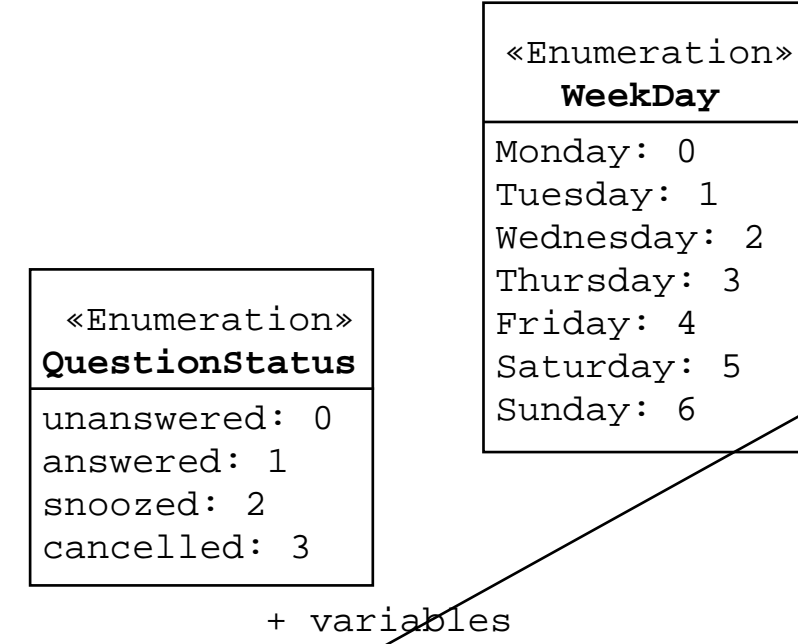 «Enumeration»
WeekDay
Monday: 0
Tuesday: 1
Wednesday: 2
Thursday: 3
Friday: 4
Saturday: 5
Sunday: 6
«Enumeration»
QuestionStatus
unanswered: 0
answered: 1
snoozed: 2
cancelled: 3
+ variables